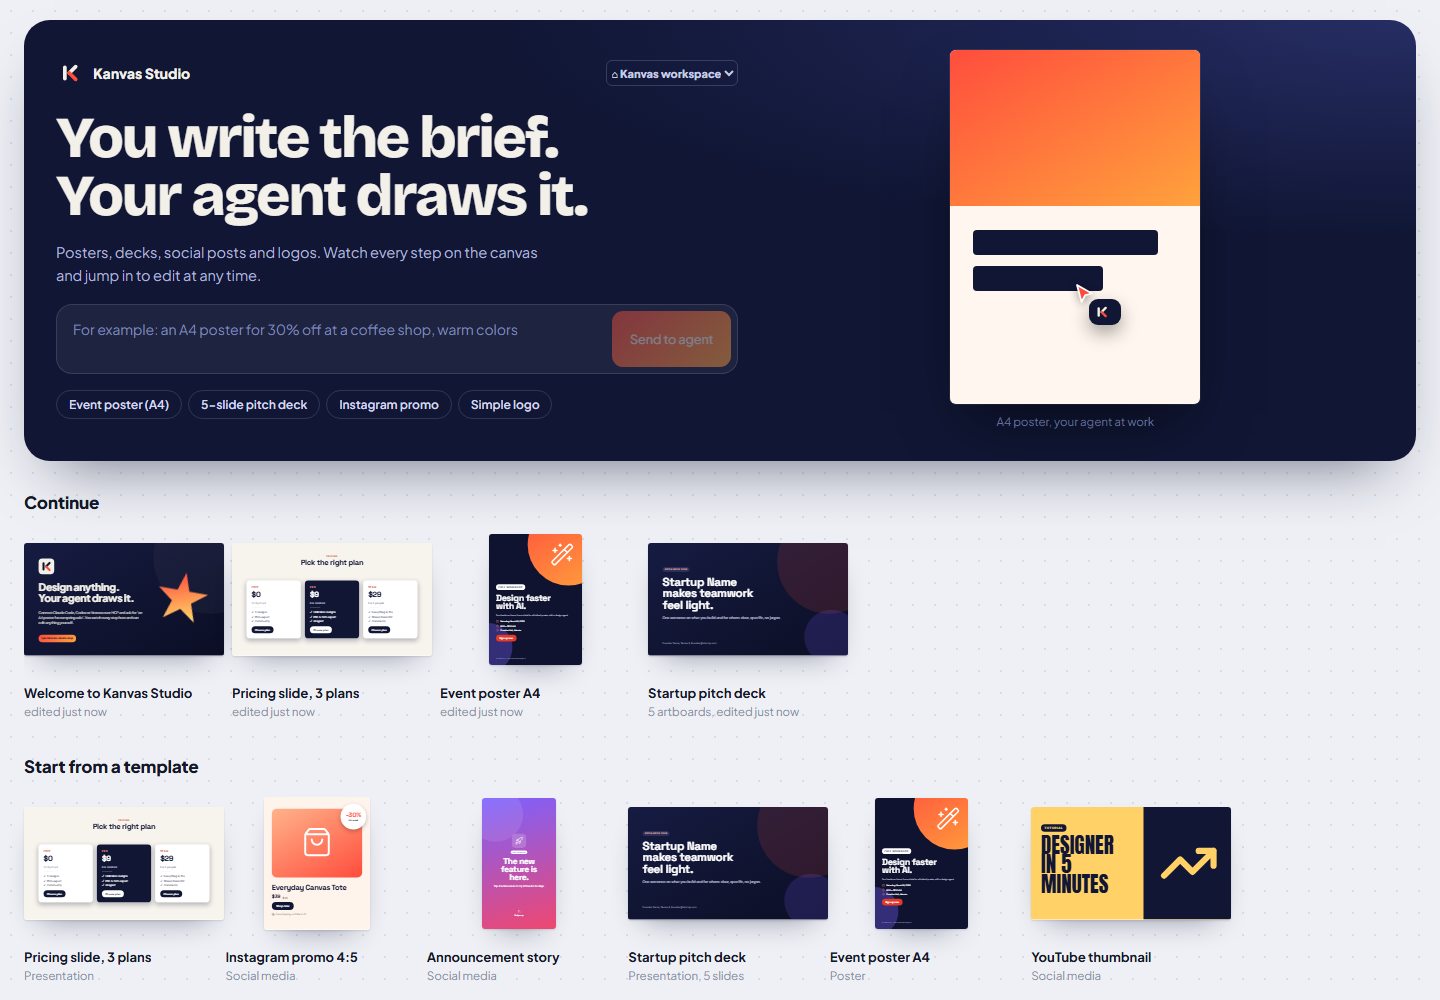 Kanvas Studio
Kanvas workspace
You write the brief.
Your agent draws it.
Posters, decks, social posts and logos. Watch every step on the canvas
and jump in to edit at any time.
For example: an A4 poster for 30% off at a coffee shop, warm colors
Send to agent
Event poster (A4)
5-slide pitch deck
Instagram promo
Simple logo
A4 poster, your agent at work
Continue
Design anything.
Your agent draws it.
Pick the right plan
$0
$9
$29
Design faster
with AI.
Startup Name
makes teamwork
feel light.
Welcome to Kanvas Studio
edited just now
Pricing slide, 3 plans
edited just now
Event poster A4
edited just now
Startup pitch deck
5 artboards, edited just now
Start from a template
Pick the right plan
$0
$9
$29
-30%
Everyday Canvas Tote
$39
The new
feature is
here.
Startup Name
makes teamwork
feel light.
Design faster
with AI.
TUTORIAL
DESIGNER
IN 5
MINUTES
Pricing slide, 3 plans
Presentation
Instagram promo 4:5
Social media
Announcement story
Social media
Startup pitch deck
Presentation, 5 slides
Event poster A4
Poster
YouTube thumbnail
Social media